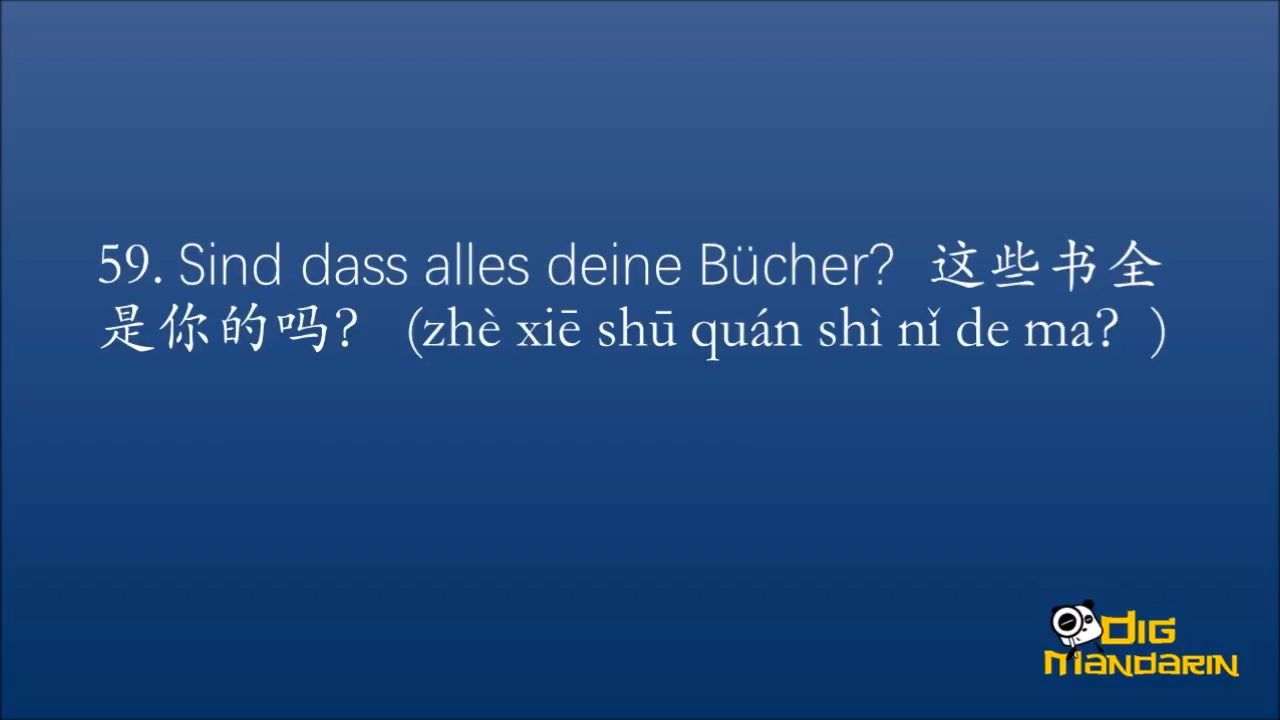 59. Sind dass alles deine Bücher? 这些书全
是你的吗？ (zhè xiē shū quán shì nǐ de ma？)
DIG
MANDARIN